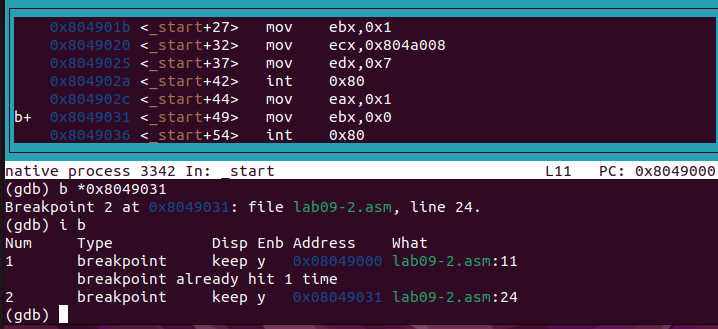 0x804901b <_start+27> mov ebx,0x1
0x8049020 <_start+32> mov ecx,0x804a008
0x8049025 <_start+37> mov edx,0x7
0x804902a <_start+42> int 0x80
0x804902c <_start+44> mov eax,0x1
b+ 0x8049031 <_start+49> mov ebx,0x0
0x8049036 <_start+54> int 0x80
native process 3342 In: _start L11 PC: 0x8049000
(gdb) b *0x8049031
Breakpoint 2 at 0x8049031: file lab09-2.asm, line 24.
(gdb) i b
Num Type Disp Enb Address What
1 breakpoint keep y 0x08049000 lab09-2.asm:11
breakpoint already hit 1 time
2 breakpoint keep y 0x08049031 lab09-2.asm:24
(gdb)